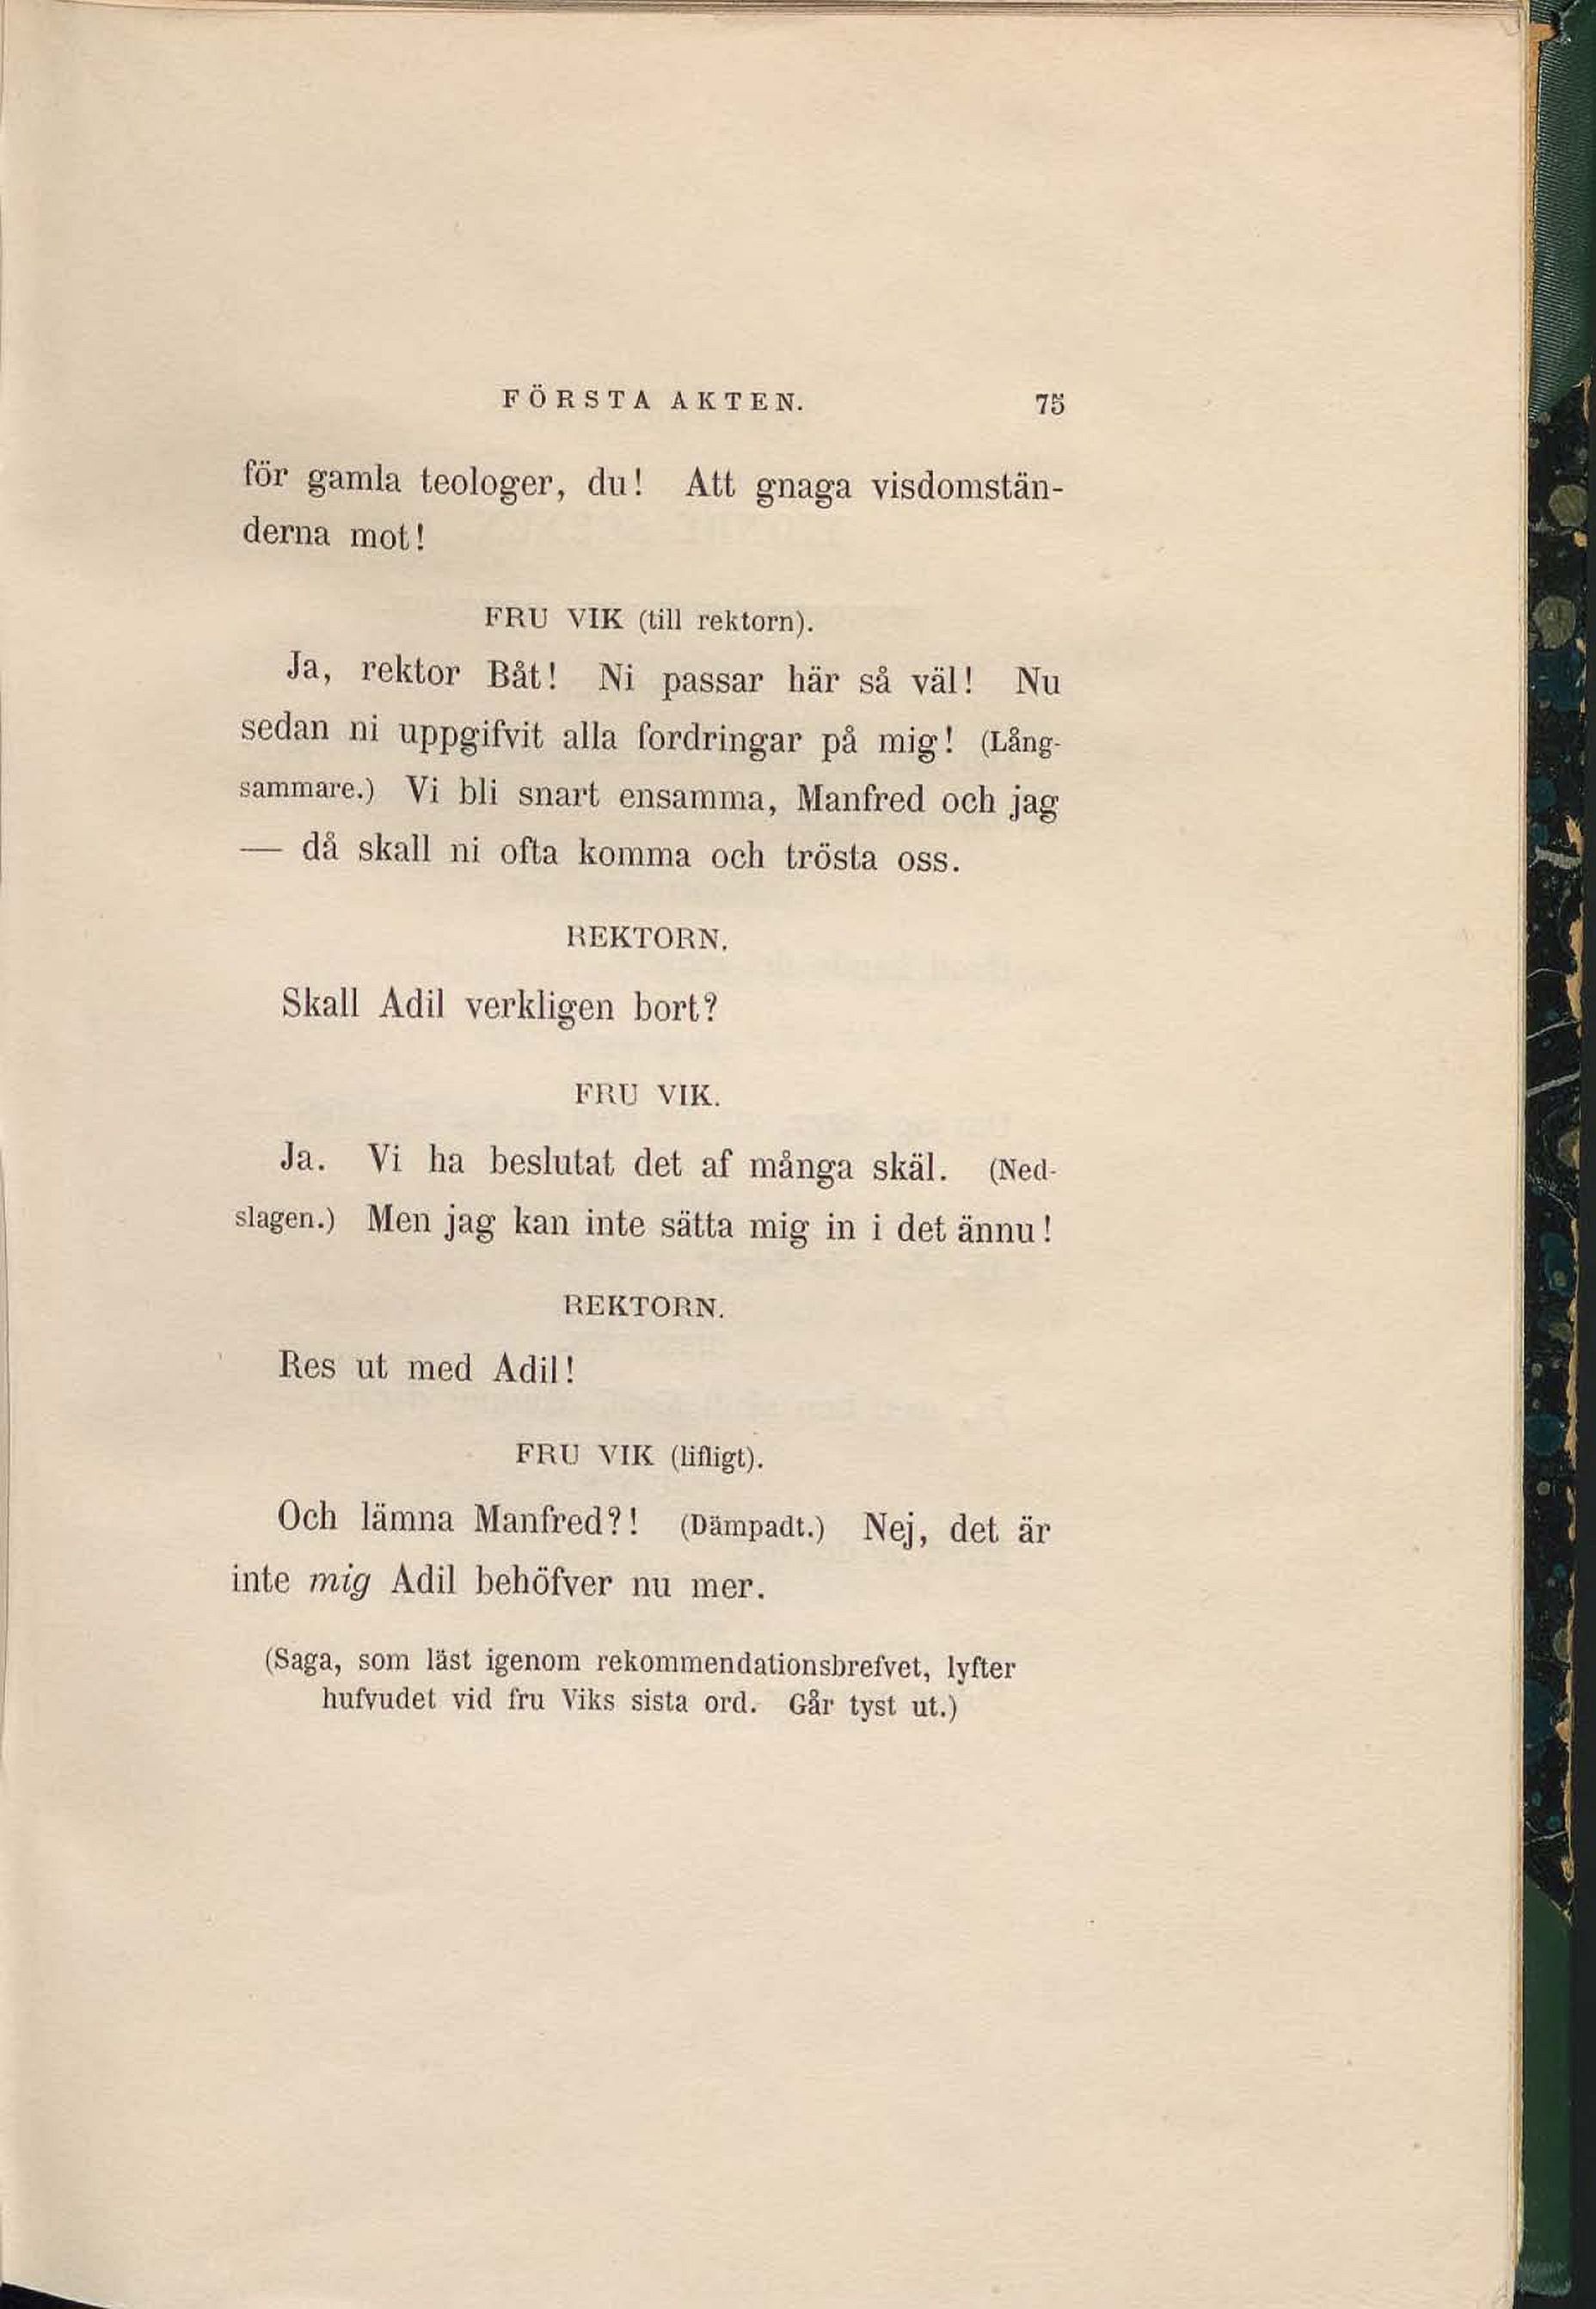 FÖRSTA AKTEN. 75
för gamla teologer, du! Att gnaga visdomstän-
derna mot!
FRU VIK (till rektorn).
Ja, rektor Båt! Ni passar här så väl! Nu
sedan ni uppgifvit alla fordringar på mig! (Lång-
sammare.) Vi bli snart ensamma, Manfred och jag
— då skall ni ofta komma och trösta oss.
REKTORN.
Skall Adil verkligen bort?
FRU VIK.
Ja. Vi ha beslutat det af många skäl. (Ned-
slagen.) Men jag kan inte sätta mig in i det ännu!
REKTORN.
Res ut med Adil!
FRU VIK (lifligt).
Och lämna Manfred?! (Dämpadt.) Nej, det är
inte mig Adil behöfver nu mer.
(Saga, som läst igenom rekommendationsbrefvet, lyfter
hufvudet vid fru Viks sista ord. Går tyst ut.)